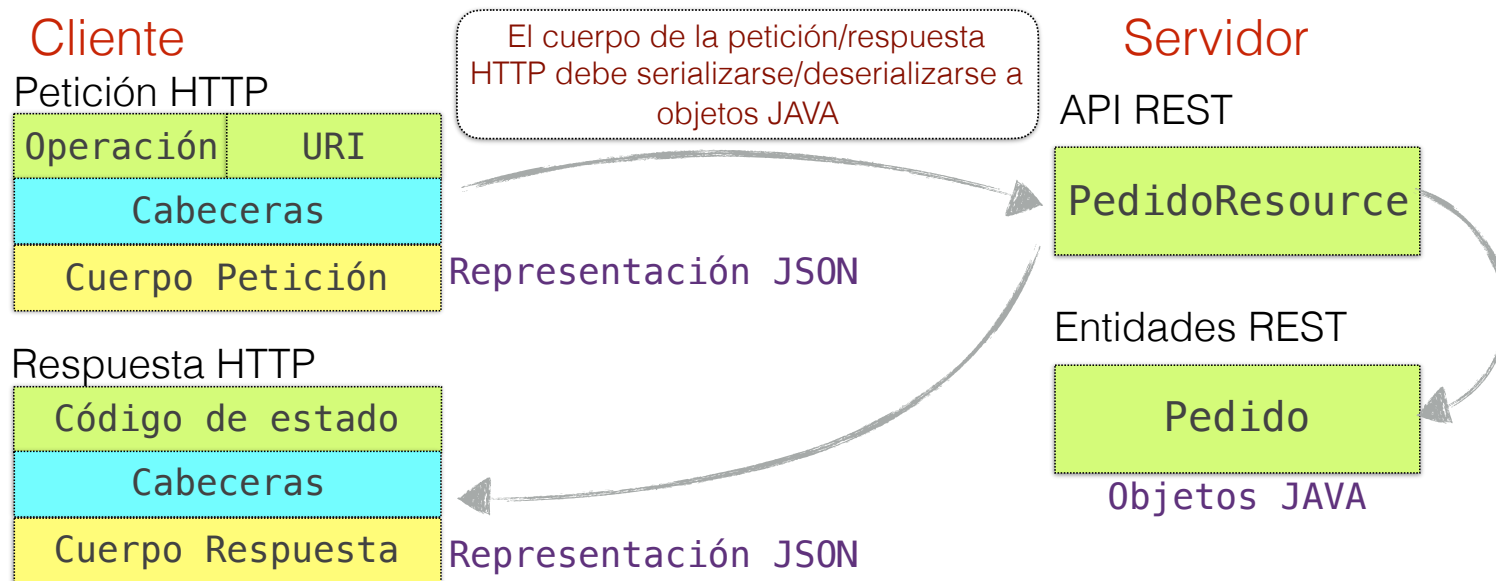 Cliente
Petición HTTP
Operación URI
Cabeceras
Cuerpo Petición
Representación JSON
El cuerpo de la petición/respuesta
HTTP debe serializarse/deserializarse a
objetos JAVA
Servidor
API REST
PedidoResource
Entidades REST
Pedido
Objetos JAVA
Respuesta HTTP
Código de estado
Cabeceras
Cuerpo Respuesta
Representación JSON